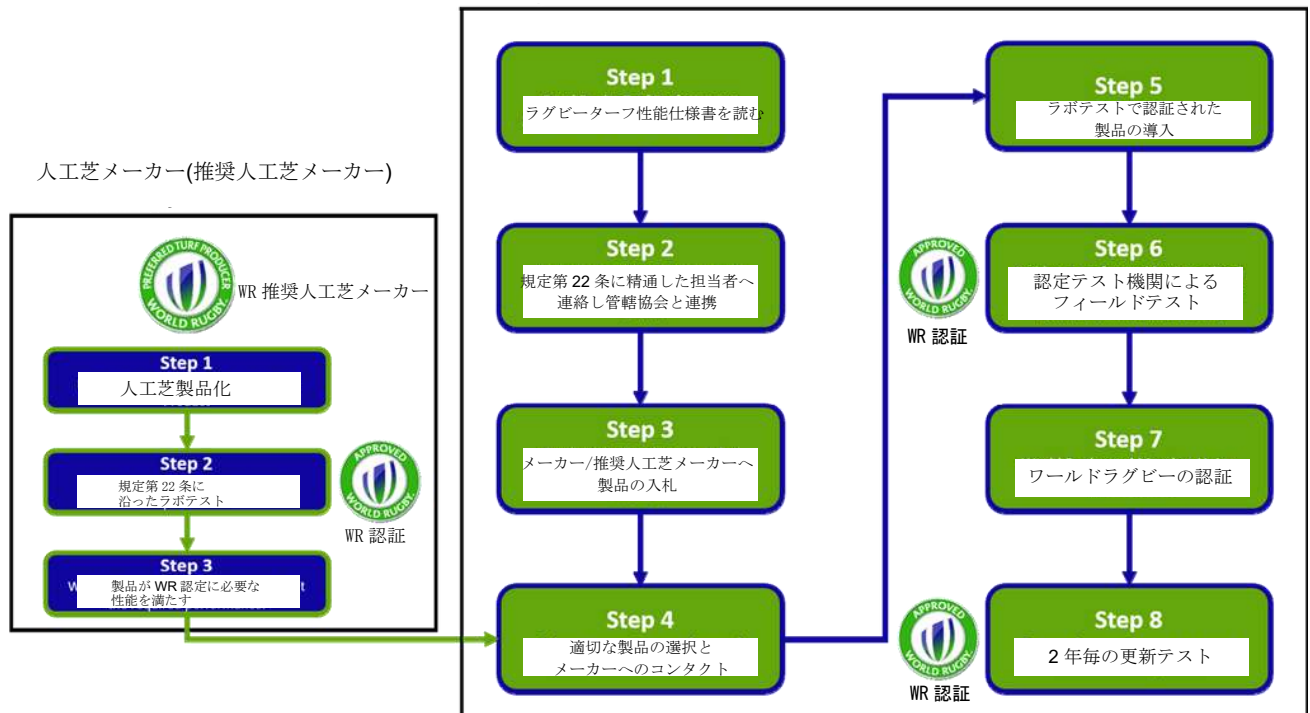 人工芝メーカー(推奨人工芝メーカー)
PREFERRED TURF PRODUCER
WORLD RUGBY.
WR 推奨人工芝メーカー
Step 1
人工芝製品化
Step 2
規定第 22 条に
沿ったラボテスト
APPROVED
WORLD RUGBY.
WR 認証
Step 3
製品が WR 認定に必要な
性能を満たす
Step 1
ラグビーターフ性能仕様書を読む
Step 2
規定第 22 条に精通した担当者へ
連絡し管轄協会と連携
Step 3
メーカー/推奨人工芝メーカーへ
製品の入札
Step 4
適切な製品の選択と
メーカーへのコンタクト
Step 5
ラボテストで認証された
製品の導入
APPROVED
WORLD RUGBY.
WR 認証
Step 6
認定テスト機関による
フィールドテスト
Step 7
ワールドラグビーの認証
APPROVED
WORLD RUGBY.
WR 認証
Step 8
2 年毎の更新テスト